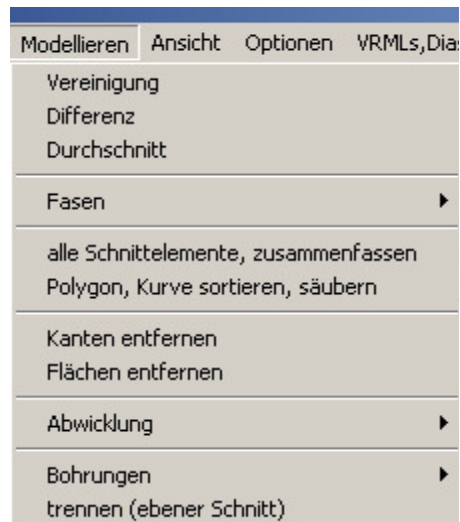 Modellieren Ansicht Optionen VRMLs,Dia
Vereinigung
Differenz
Durchschnitt
Fasen
alle Schnittelemente, zusammenfassen
Polygon, Kurve sortieren, säubern
Kanten entfernen
Flächen entfernen
Abwicklung
Bohrungen
trennen (ebener Schnitt)